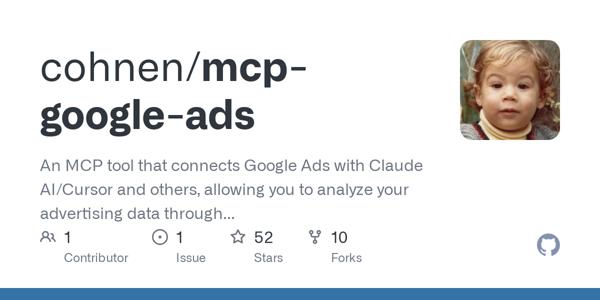 cohnen/mcp-
google-ads
An MCP tool that connects Google Ads with Claude
AI/Cursor and others, allowing you to analyze your
advertising data through...
1 1 52 10
Contributor Issue Stars Forks